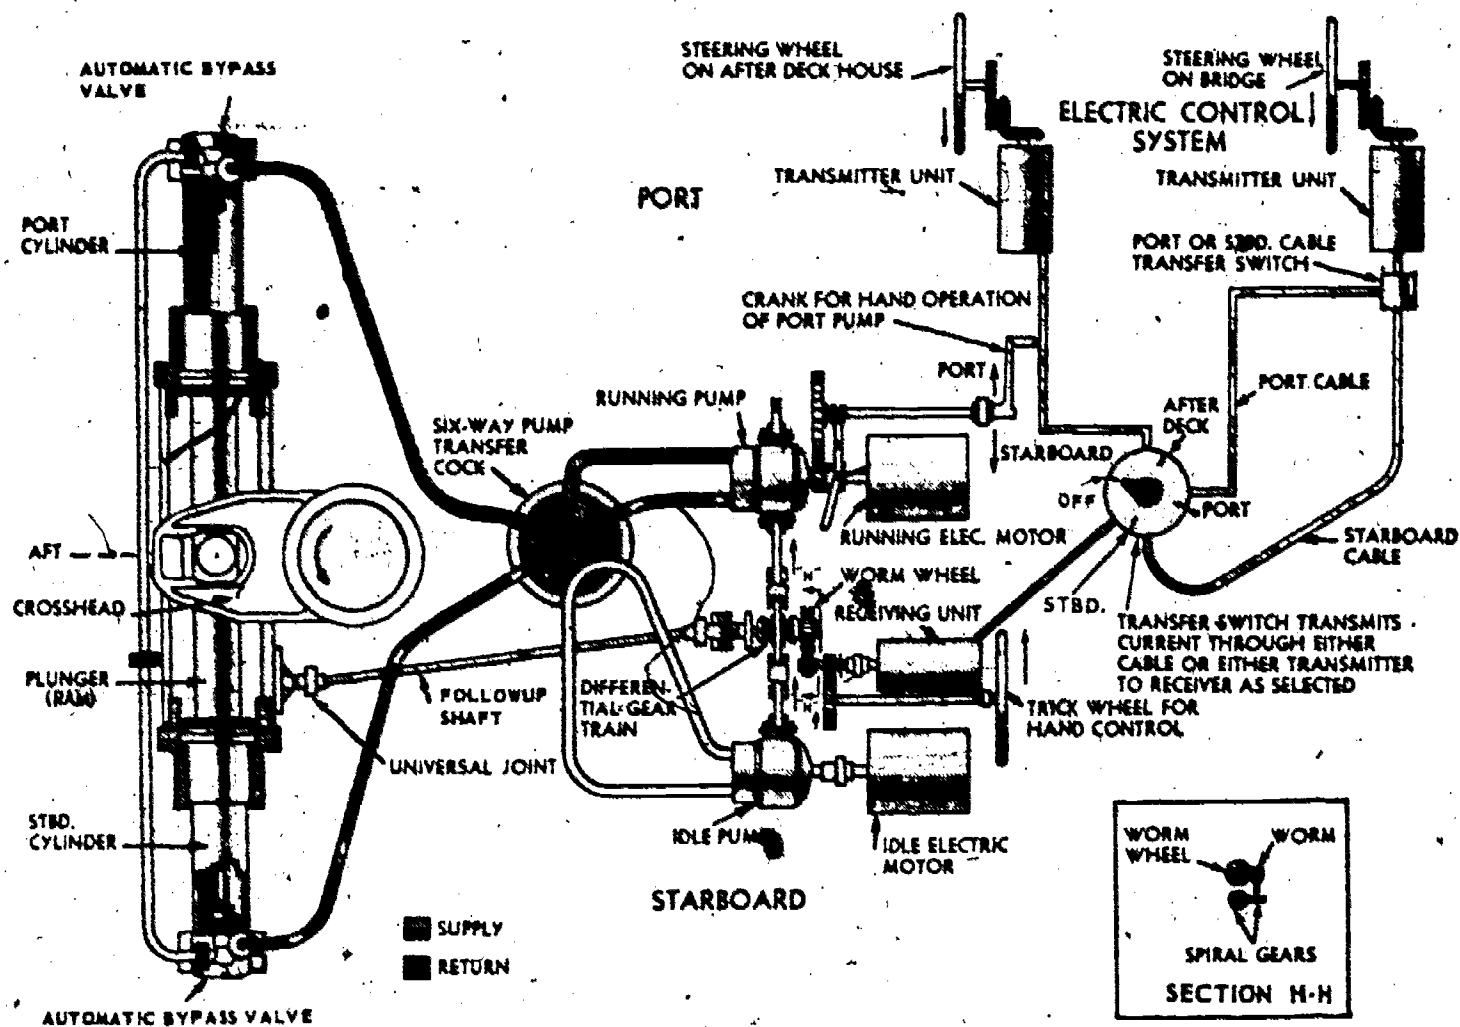 AUTOMATIC BYPASS
VALVE
STEERING WHEEL
ON AFTER DECK HOUSE
STEERING WHEEL
ON BRIDGE
ELECTRIC CONTROL
SYSTEM
TRANSMITTER UNIT
TRANSMITTER UNIT
PORT
PORT
CYLINDER
PORT OR STBD. CABLE
TRANSFER SWITCH
CRANK FOR HAND OPERATION
OF PORT PUMP
PORT
PORT CABLE
RUNNING PUMP
AFTER
DECK
SIX-WAY PUMP
TRANSFER
COCK
STARBOARD
OFF
PORT
RUNNING ELEC. MOTOR
STARBOARD
CABLE
AFT
H
WORM WHEEL
CROSSHEAD
RECEIVING UNIT
STBD.
TRANSFER SWITCH TRANSMITS
CURRENT THROUGH EITHER
CABLE OR EITHER TRANSMITTER
TO RECEIVER AS SELECTED
PLUNGER
(RAM)
FOLLOWUP
SHAFT
DIFFEREN-
TIAL-GEAR
TRAIN
H
TRICK WHEEL FOR
HAND CONTROL
UNIVERSAL JOINT
STBD.
CYLINDER
IDLE PUMP
IDLE ELECTRIC
MOTOR
WORM
WHEEL
WORM
STARBOARD
SUPPLY
RETURN
SPIRAL GEARS
SECTION H-H
AUTOMATIC BYPASS VALVE